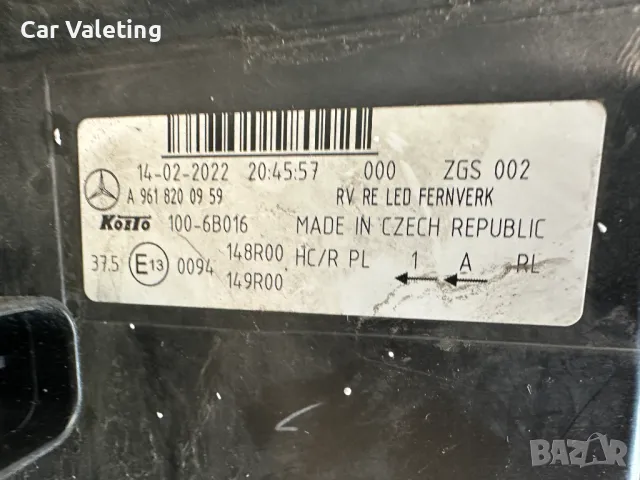 Car Valeting
14-02-2022 20:45:57 000 ZGS 002
A 961 820 09 59 RV RE LED FERNVERK
KOITO 100-6B016 MADE IN CZECH REPUBLIC
37.5 E13 0094 148R00 HC/R PL 1 A RL
149R00
BAZAR